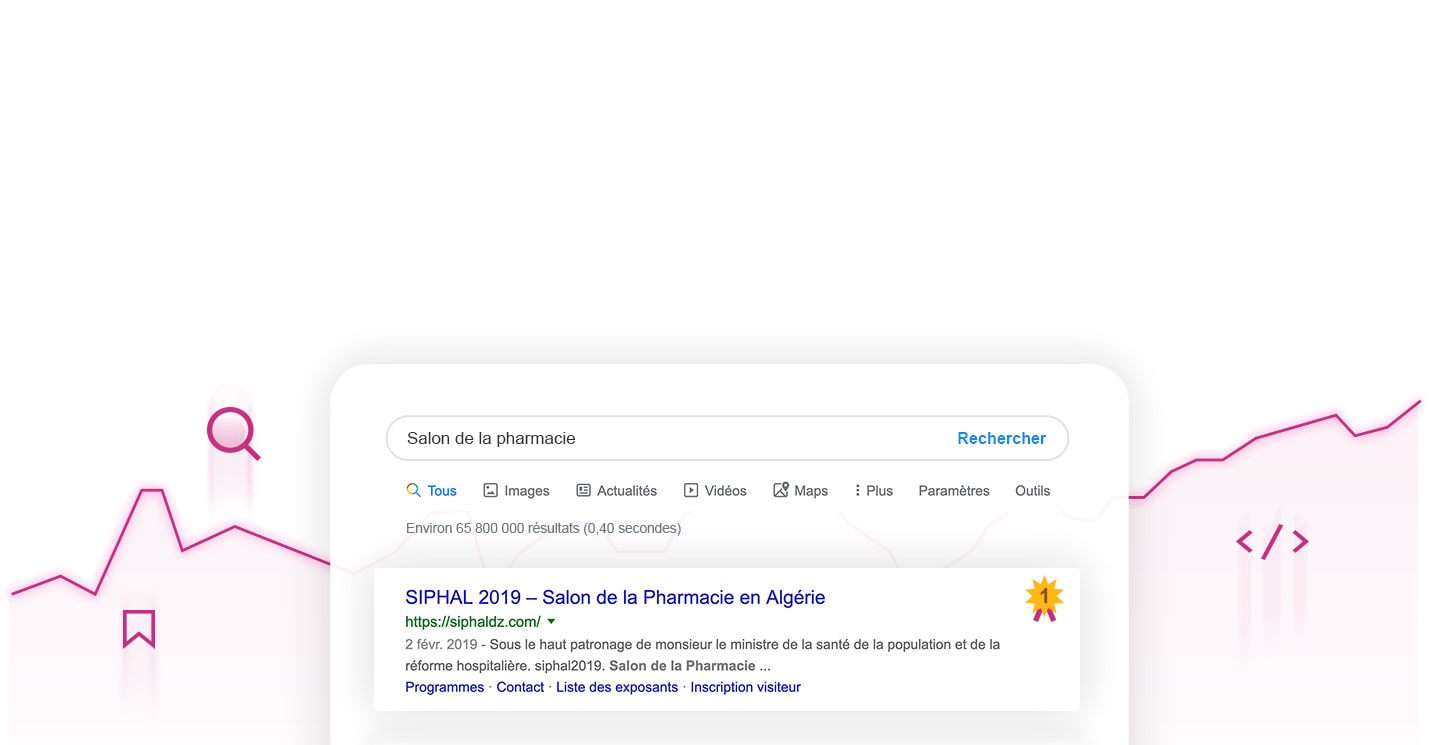 Salon de la pharmacie Rechercher
Tous Images Actualités Vidéos Maps Plus Paramètres Outils
Environ 65 800 000 résultats (0,40 secondes)
SIPHAL 2019 – Salon de la Pharmacie en Algérie 1
https://siphaldz.com/
2 févr. 2019 - Sous le haut patronage de monsieur le ministre de la santé de la population et de la
réforme hospitalière. siphal2019. Salon de la Pharmacie ...
Programmes · Contact · Liste des exposants · Inscription visiteur